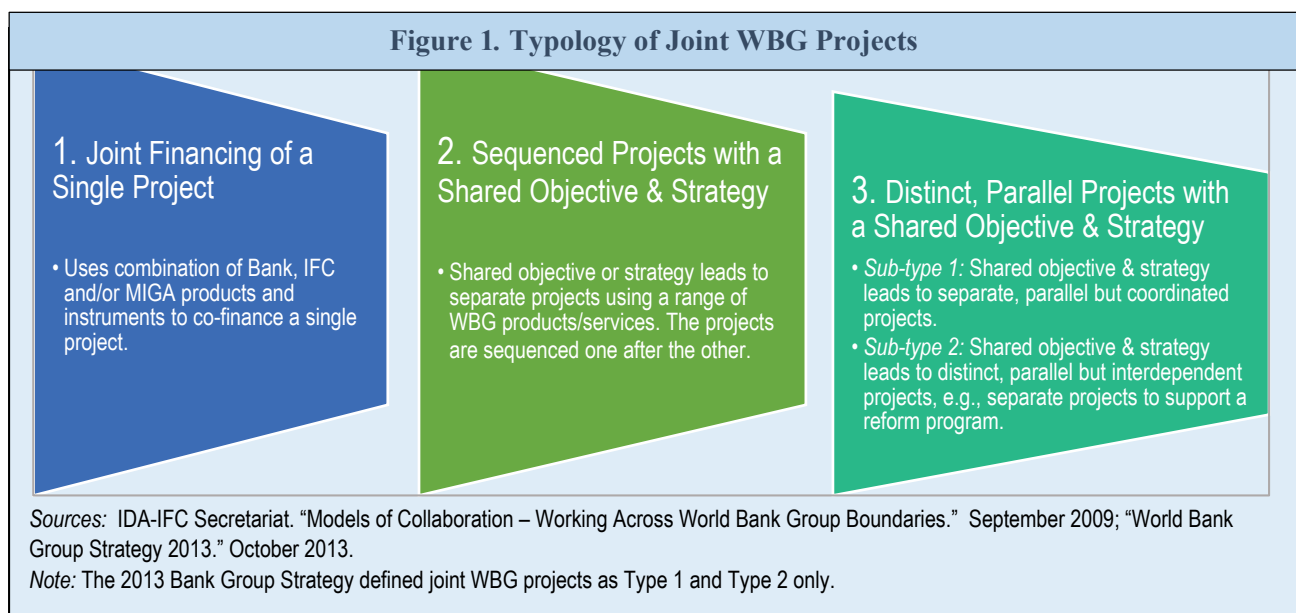 Figure 1. Typology of Joint WBG Projects
1. Joint Financing of a
Single Project
• Uses combination of Bank, IFC
and/or MIGA products and
instruments to co-finance a single
project.
2. Sequenced Projects with a
Shared Objective & Strategy
• Shared objective or strategy leads to
separate projects using a range of
WBG products/services. The projects
are sequenced one after the other.
3. Distinct, Parallel Projects with
a Shared Objective & Strategy
• Sub-type 1: Shared objective & strategy
leads to separate, parallel but coordinated
projects.
• Sub-type 2: Shared objective & strategy
leads to distinct, parallel but interdependent
projects, e.g., separate projects to support a
reform program.
Sources: IDA-IFC Secretariat. “Models of Collaboration – Working Across World Bank Group Boundaries.” September 2009; “World Bank
Group Strategy 2013.” October 2013.
Note: The 2013 Bank Group Strategy defined joint WBG projects as Type 1 and Type 2 only.